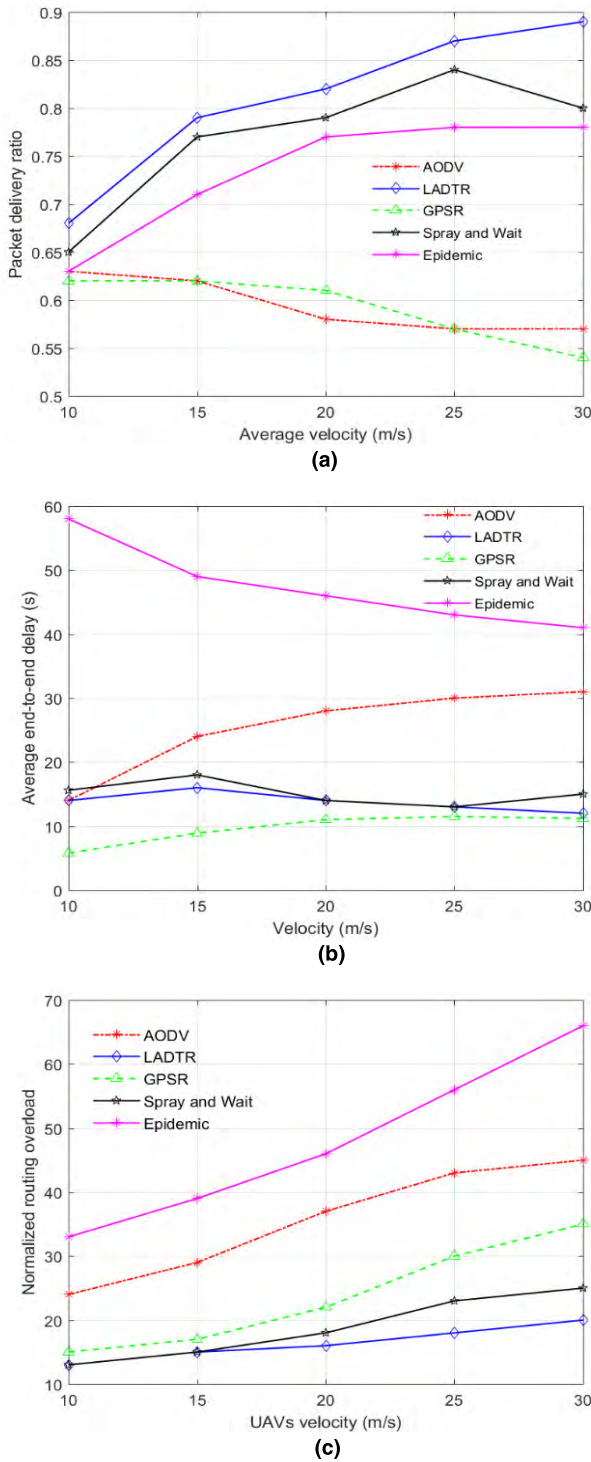 0.9
0.85
0.8
0.75
0.7
0.65
0.6
0.55
0.5
Packet delivery ratio
AODV
LADTR
GPSR
Spray and Wait
Epidemic
10 15 20 25 30
Average velocity (m/s)
(a)
60
50
40
30
20
10
0
Average end-to-end delay (s)
AODV
LADTR
GPSR
Spray and Wait
Epidemic
10 15 20 25 30
Velocity (m/s)
(b)
70
60
50
40
30
20
10
Normalized routing overload
AODV
LADTR
GPSR
Spray and Wait
Epidemic
10 15 20 25 30
UAVs velocity (m/s)
(c)